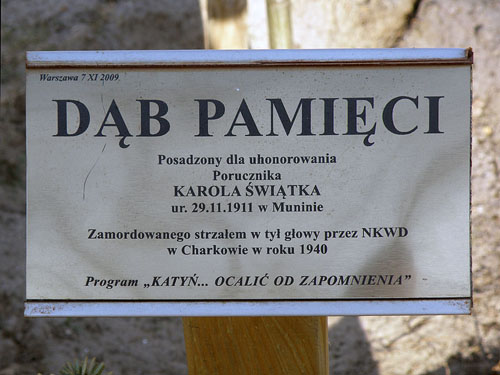 Warszawa 7 XI 2009
DĄB PAMIĘCI
Posadzony dla uhonorowania
Porucznika
KAROLA ŚWIĄTKA
ur. 29.11.1911 w Muninie
Zamordowanego strzałem w tył głowy przez NKWD
w Charkowie w roku 1940
Program „KATYŃ... OCALIĆ OD ZAPOMNIENIA”